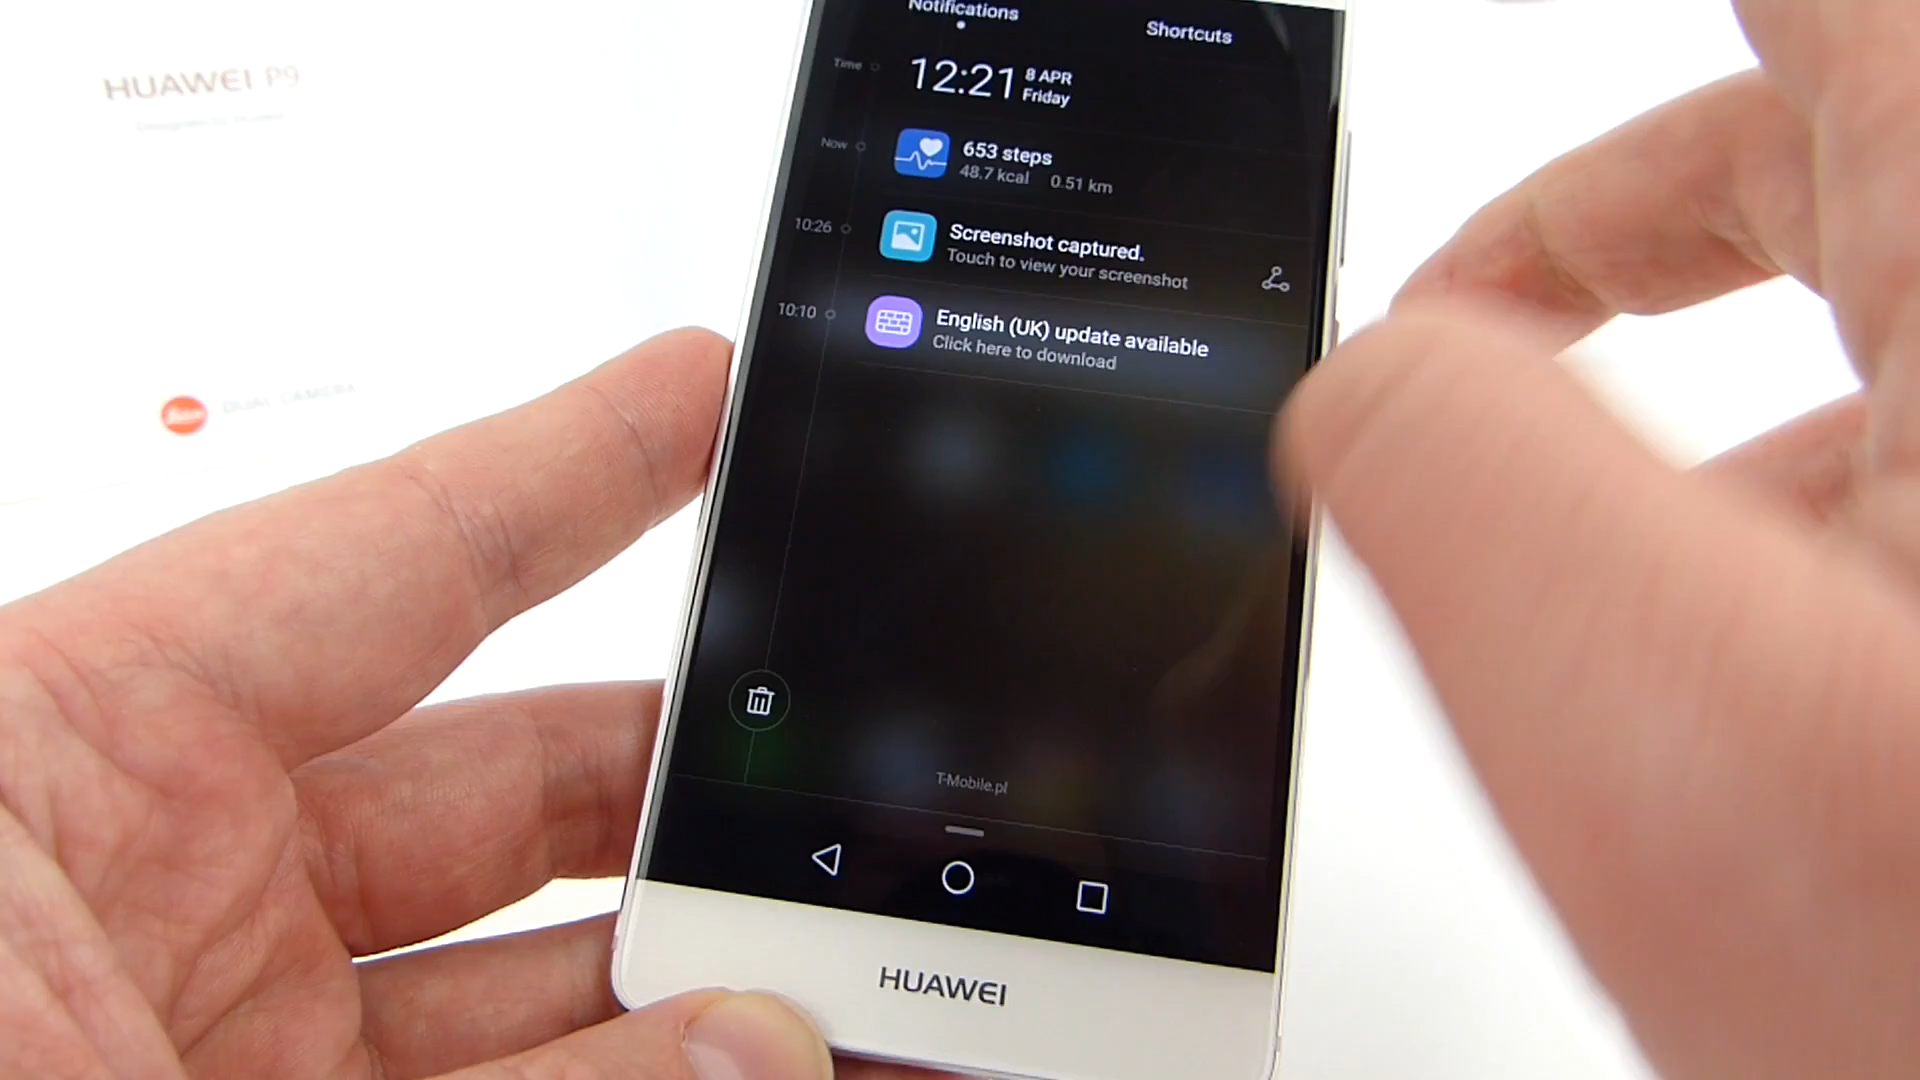 HUAWEI P9
DUAL CAMERA
Notifications
Shortcuts
Time
12:21
8 APR
Friday
Now
653 steps
48.7 kcal 0.51 km
10:26
Screenshot captured.
Touch to view your screenshot
10:10
English (UK) update available
Click here to download
T-Mobile.pl
HUAWEI